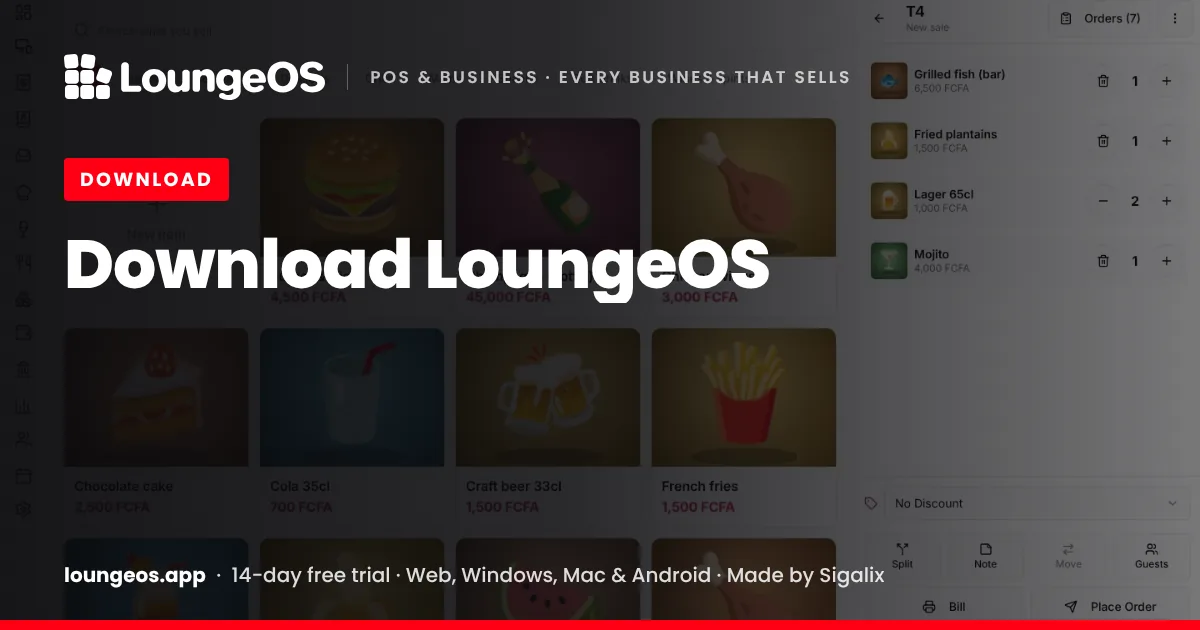 LoungeOS
POS & BUSINESS · EVERY BUSINESS THAT SELLS
DOWNLOAD
Download LoungeOS
New item
4,500 FCFA
45,000 FCFA
3,000 FCFA
Chocolate cake
2,500 FCFA
Cola 35cl
700 FCFA
Craft beer 33cl
1,500 FCFA
French fries
1,500 FCFA
loungeos.app · 14-day free trial · Web, Windows, Mac & Android · Made by Sigalix
T4
New sale
Orders (7)
Grilled fish (bar)
6,500 FCFA
1
Fried plantains
1,500 FCFA
1
Lager 65cl
1,000 FCFA
2
Mojito
4,000 FCFA
1
No Discount
Split
Note
Move
Guests
Bill
Place Order